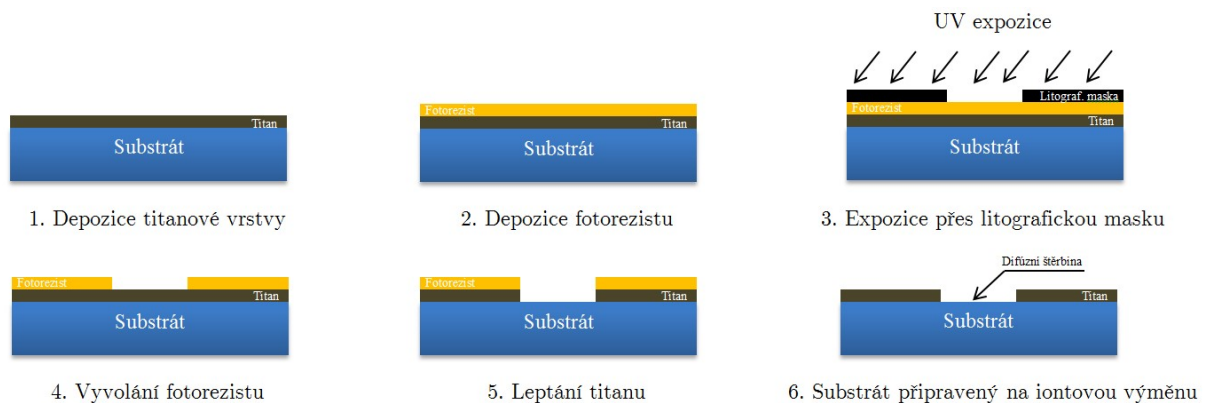 Titan
Substrát
1. Depozice titanové vrstvy
Fotorezist
Titan
Substrát
2. Depozice fotorezistu
UV expozice
Litograf. maska
Fotorezist
Titan
Substrát
3. Expozice přes litografickou masku
Fotorezist
Titan
Substrát
4. Vyvolání fotorezistu
Fotorezist
Titan
Substrát
5. Leptání titanu
Difúzní štěrbina
Titan
Substrát
6. Substrát připravený na iontovou výměnu